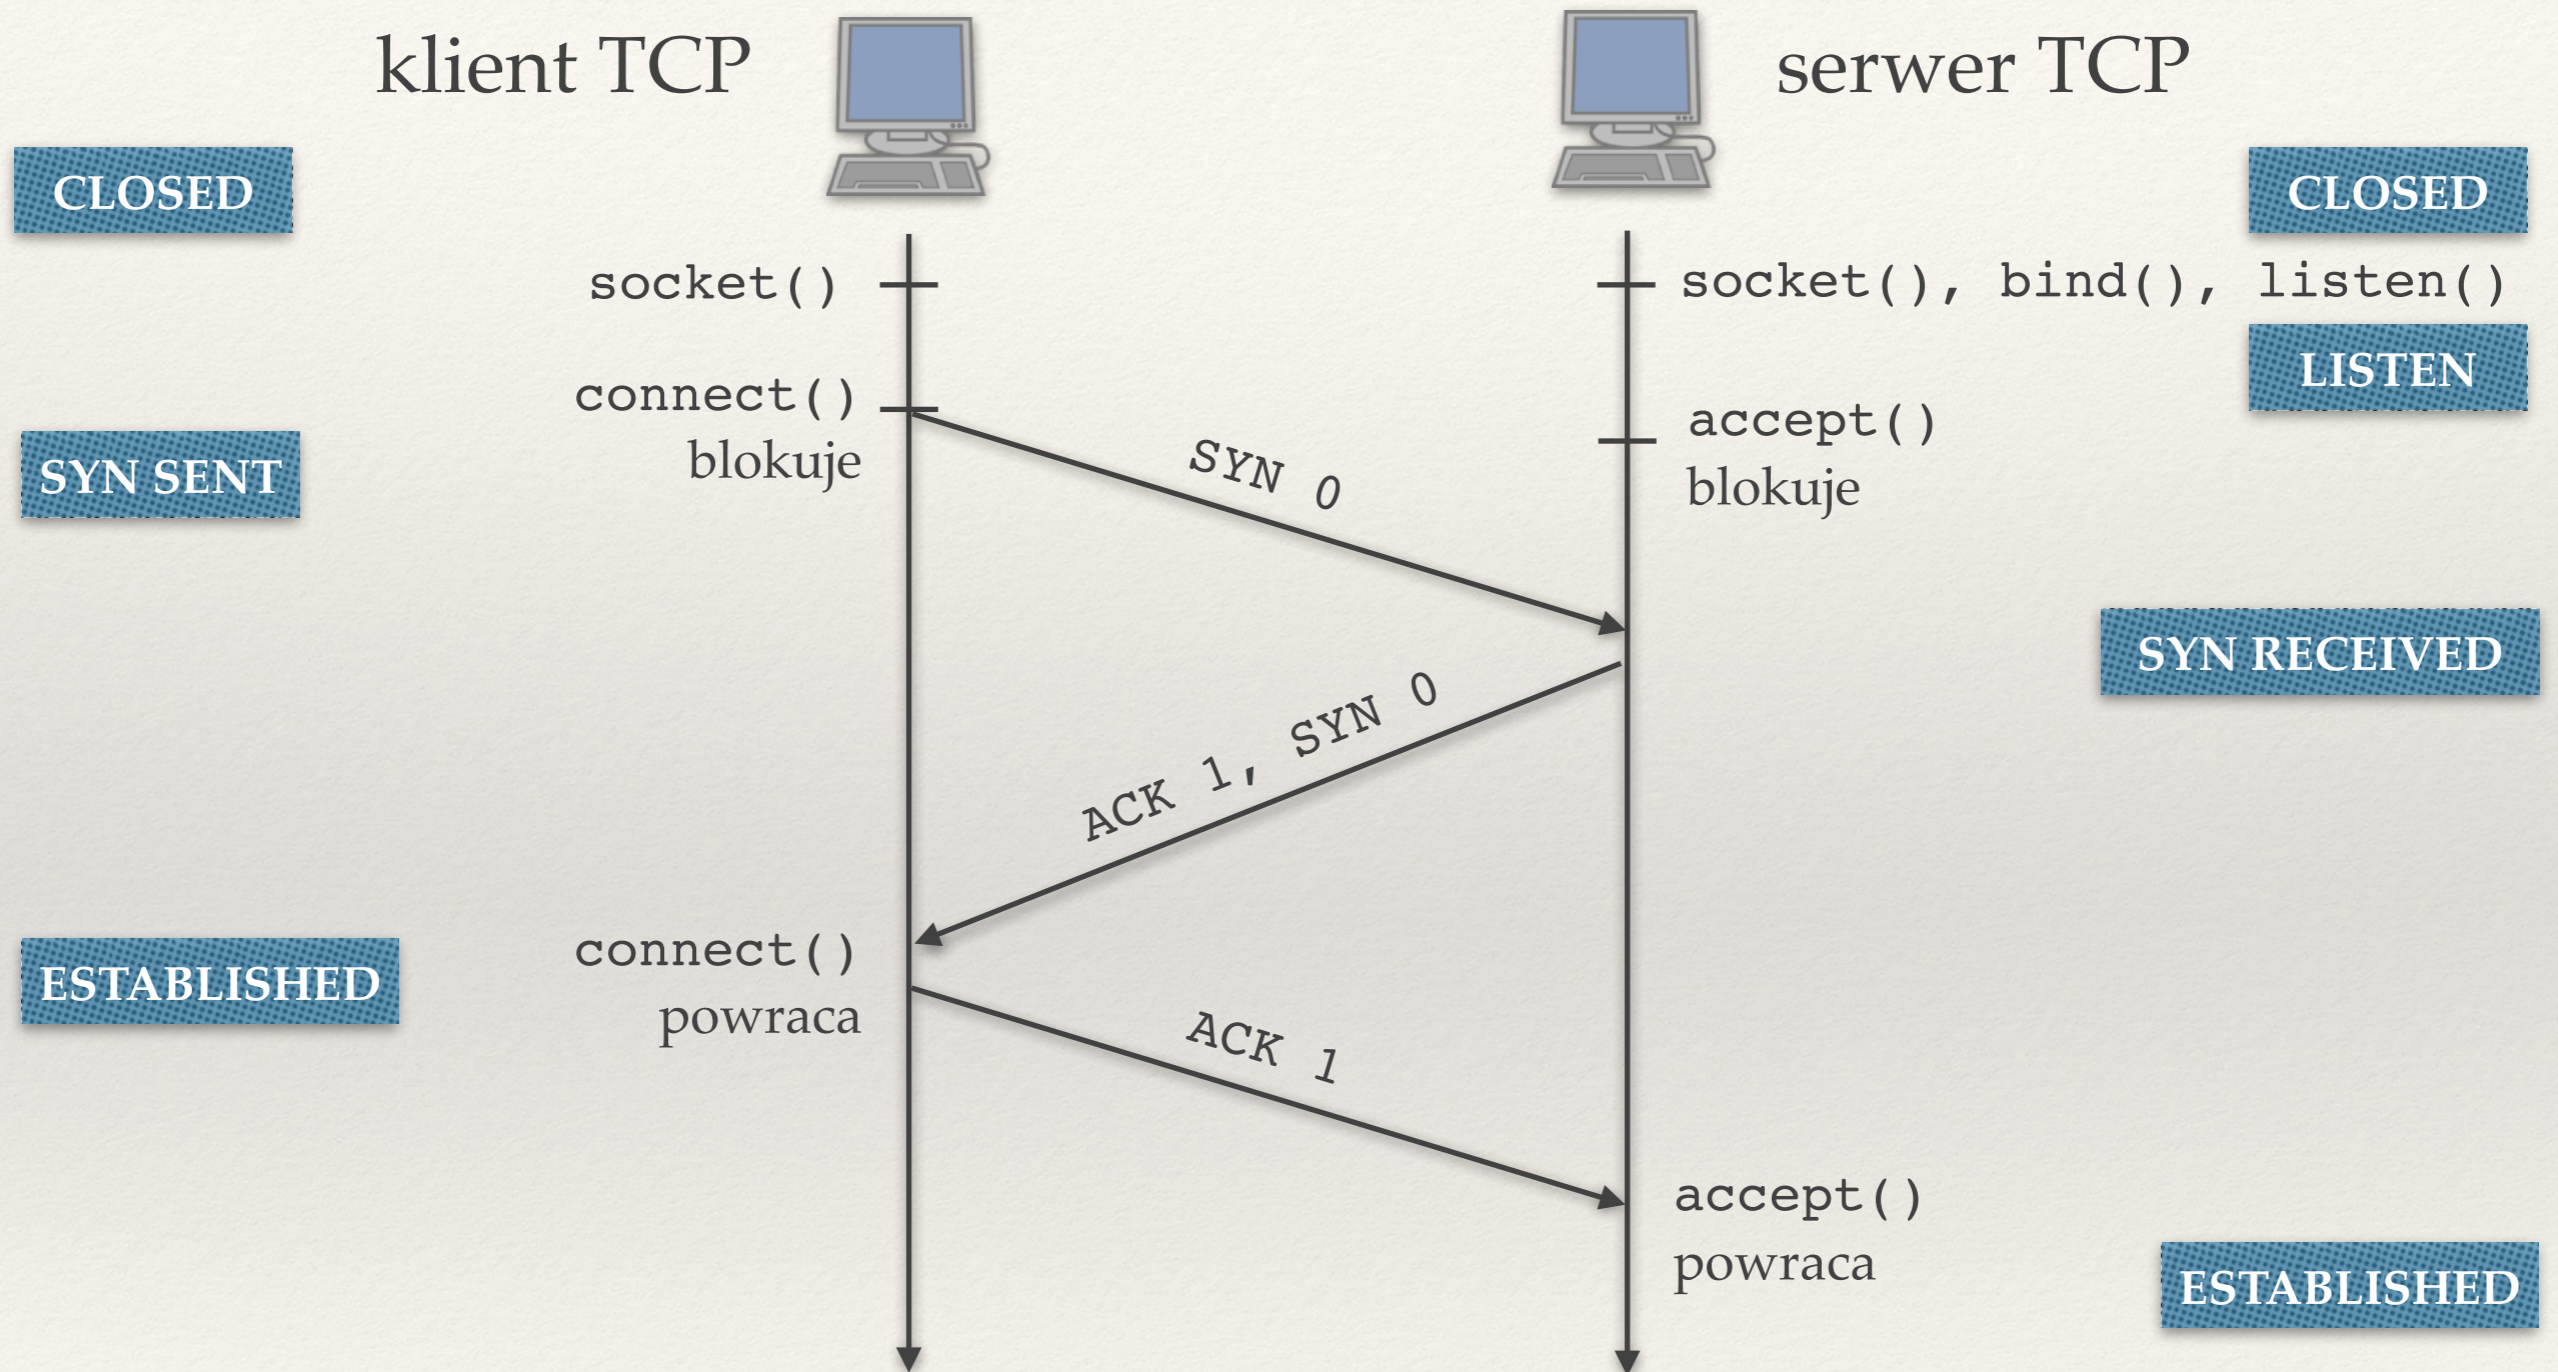 klient TCP
serwer TCP
CLOSED
CLOSED
socket()
socket(), bind(), listen()
LISTEN
connect()
blokuje
accept()
blokuje
SYN SENT
SYN 0
SYN RECEIVED
ACK 1, SYN 0
connect()
powraca
ESTABLISHED
ACK 1
accept()
powraca
ESTABLISHED